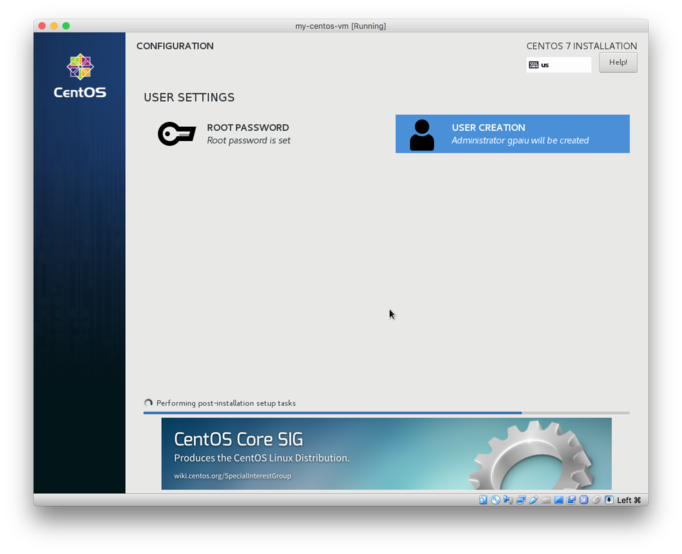 my-centos-vm [Running]
CONFIGURATION
CENTOS 7 INSTALLATION
us
Help!
CentOS
USER SETTINGS
ROOT PASSWORD
Root password is set
USER CREATION
Administrator gpaiu will be created
Performing post-installation setup tasks
CentOS Core SIG
Produces the CentOS Linux Distribution.
wiki.centos.org/SpecialInterestGroup
Left ⌘